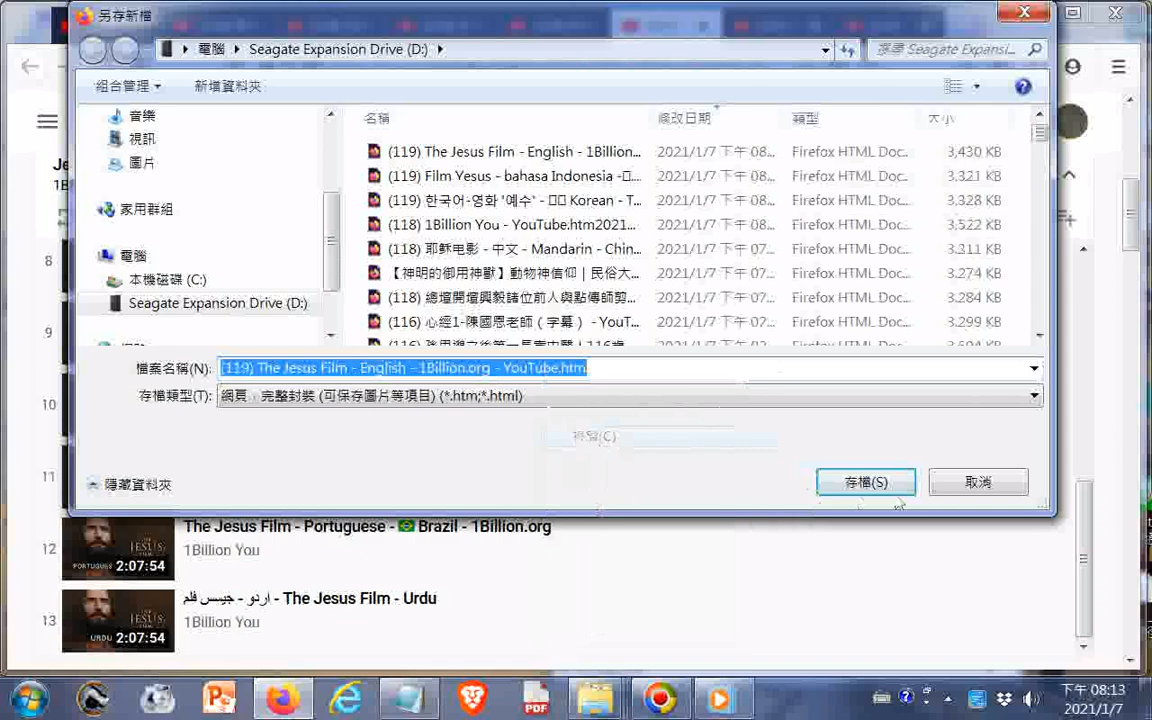 另存新檔
電腦 Seagate Expansion Drive (D:)
搜尋 Seagate Expansi...
組合管理
新增資料夾
音樂
視訊
圖片
家用群組
電腦
本機磁碟 (C:)
Seagate Expansion Drive (D:)
名稱 修改日期 類型 大小
(119) The Jesus Film - English - 1Billion... 2021/1/7 下午 08... Firefox HTML Doc... 3,430 KB
(119) Film Yesus - bahasa Indonesia - 2021/1/7 下午 08... Firefox HTML Doc... 3,321 KB
(119) 한국어-영화 '예수' - Korean - T... 2021/1/7 下午 08... Firefox HTML Doc... 3,328 KB
(118) 1Billion You - YouTube.htm2021... 2021/1/7 下午 08... Firefox HTML Doc... 3,522 KB
(118) 耶稣电影 - 中文 - Mandarin - Chin... 2021/1/7 下午 07... Firefox HTML Doc... 3,211 KB
【神明的御用神獸】動物神信仰｜民俗大... 2021/1/7 下午 07... Firefox HTML Doc... 3,274 KB
(118) 總壇開壇興毅諸位前人與點傳師剪... 2021/1/7 下午 07... Firefox HTML Doc... 3,284 KB
(116) 心經1-陳國恩老師（字幕） - YouT... 2021/1/7 下午 07... Firefox HTML Doc... 3,299 KB
檔案名稱(N): (119) The Jesus Film - English - 1Billion.org - YouTube.htm
存檔類型(T): 網頁，完整封裝 (可保存圖片等項目) (*.htm;*.html)
複製(C)
隱藏資料夾
存檔(S)
取消
Je
1B
8
9
10
11
12
The Jesus Film - Portuguese - 🇧🇷 Brazil - 1Billion.org
1Billion You
PORTUGUES
2:07:54
13
اردو - جیسس فلم - The Jesus Film - Urdu
1Billion You
JESUS
URDU
2:07:54
PDF
下午 08:13
2021/1/7